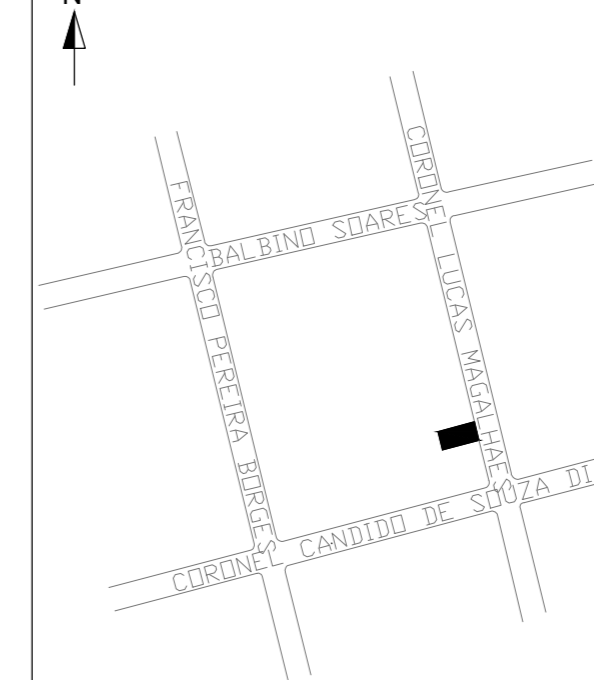 N
CORONEL LUCAS MAGALHAES
FRANCISCO PEREIRA BORGES
BALBINO SOARES
CORONEL CANDIDO DE SOUZA DI